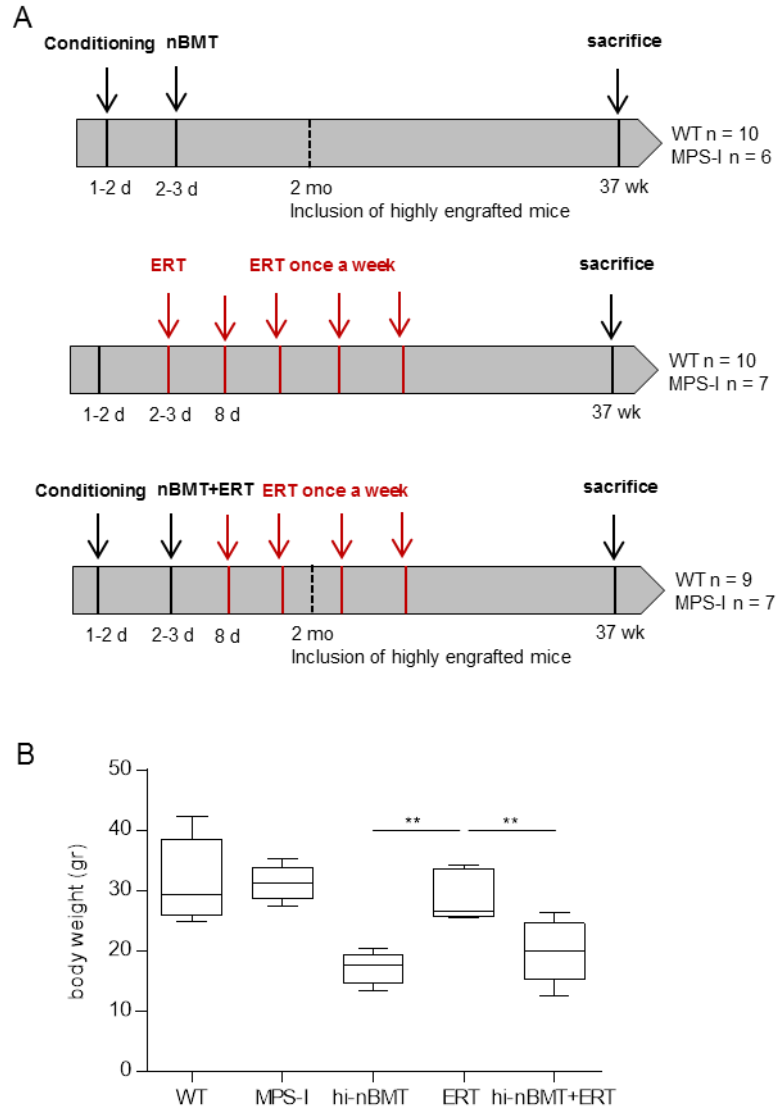 A
Conditioning nBMT
sacrifice
WT n = 10
MPS-I n = 6
1-2 d
2-3 d
2 mo
37 wk
Inclusion of highly engrafted mice
ERT
ERT once a week
sacrifice
WT n = 10
MPS-I n = 7
1-2 d
2-3 d
8 d
37 wk
Conditioning
nBMT+ERT
ERT once a week
sacrifice
WT n = 9
MPS-I n = 7
1-2 d
2-3 d
8 d
2 mo
37 wk
Inclusion of highly engrafted mice
B
body weight (gr)
50
40
30
20
10
0
**
**
WT
MPS-I
hi-nBMT
ERT
hi-nBMT+ERT